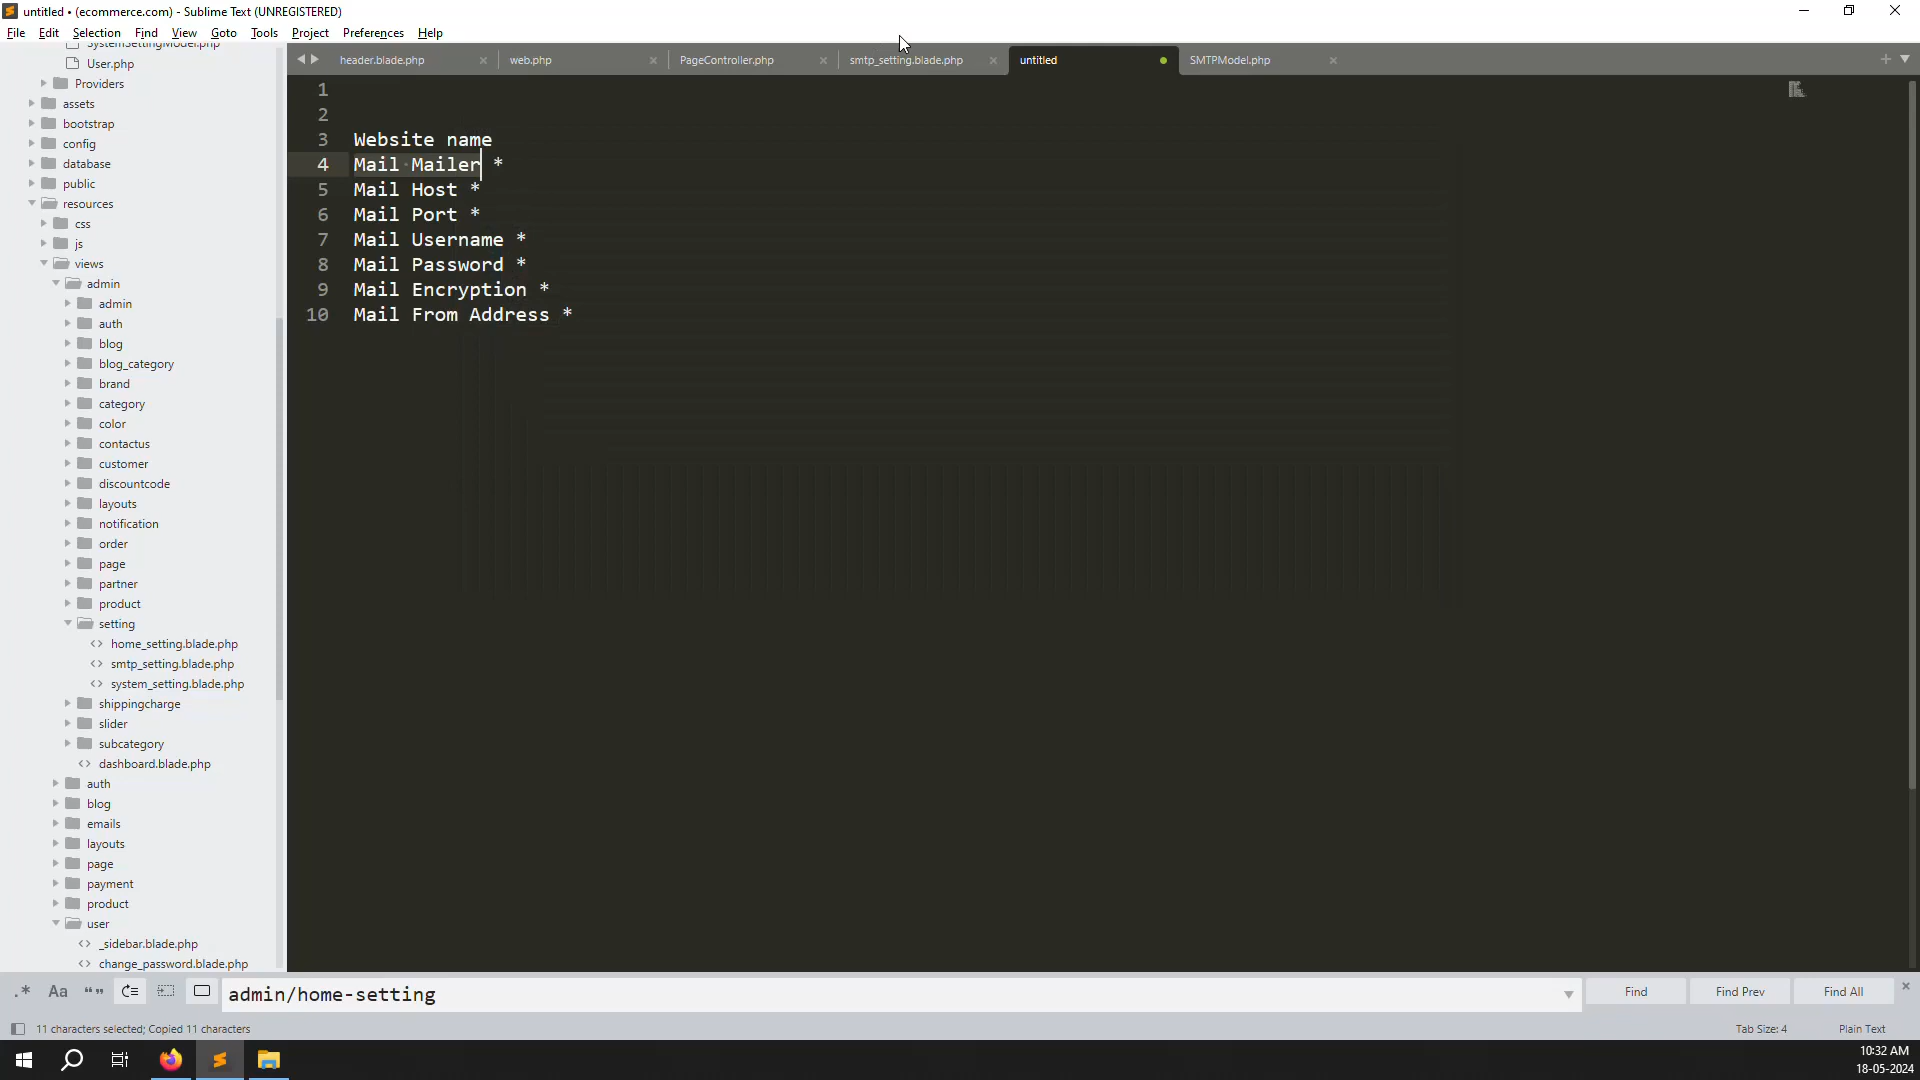 untitled • (ecommerce.com) - Sublime Text (UNREGISTERED)
File Edit Selection Find View Goto Tools Project Preferences Help
SystemSettingModel.php
User.php
Providers
assets
bootstrap
config
database
public
resources
css
js
views
admin
admin
auth
blog
blog_category
brand
category
color
contactus
customer
discountcode
layouts
notification
order
page
partner
product
setting
home_setting.blade.php
smtp_setting.blade.php
system_setting.blade.php
shippingcharge
slider
subcategory
dashboard.blade.php
auth
blog
emails
layouts
page
payment
product
user
_sidebar.blade.php
change_password.blade.php
header.blade.php web.php PageController.php smtp_setting.blade.php untitled SMTPModel.php
1
2
3 Website name
4 Mail Mailer *
5 Mail Host *
6 Mail Port *
7 Mail Username *
8 Mail Password *
9 Mail Encryption *
10 Mail From Address *
.* Aa “” admin/home-setting Find Find Prev Find All
11 characters selected; Copied 11 characters Tab Size: 4 Plain Text
10:32 AM
18-05-2024